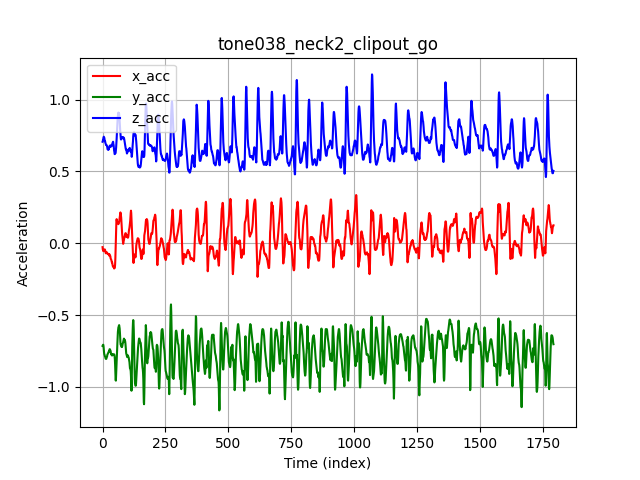 tone038_neck2_clipout_go
x_acc
y_acc
z_acc
1.0
0.5
0.0
−0.5
−1.0
Acceleration
0 250 500 750 1000 1250 1500 1750
Time (index)